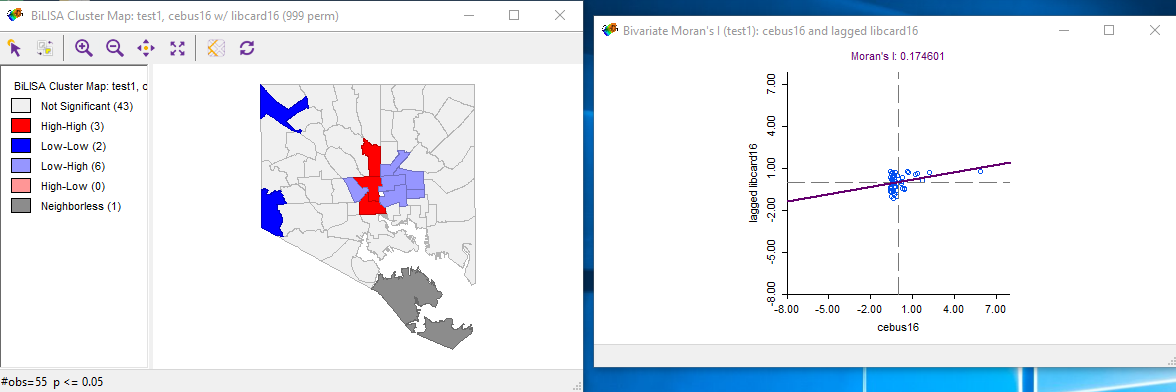 BiLISA Cluster Map: test1, cebus16 w/ libcard16 (999 perm)
BiLISA Cluster Map: test1, c
Not Significant (43)
High-High (3)
Low-Low (2)
Low-High (6)
High-Low (0)
Neighborless (1)
#obs=55 p <= 0.05
Bivariate Moran's I (test1): cebus16 and lagged libcard16
Moran's I: 0.174601
7.00
4.00
1.00
-2.00
-5.00
-8.00
lagged libcard16
-8.00 -5.00 -2.00 1.00 4.00 7.00
cebus16